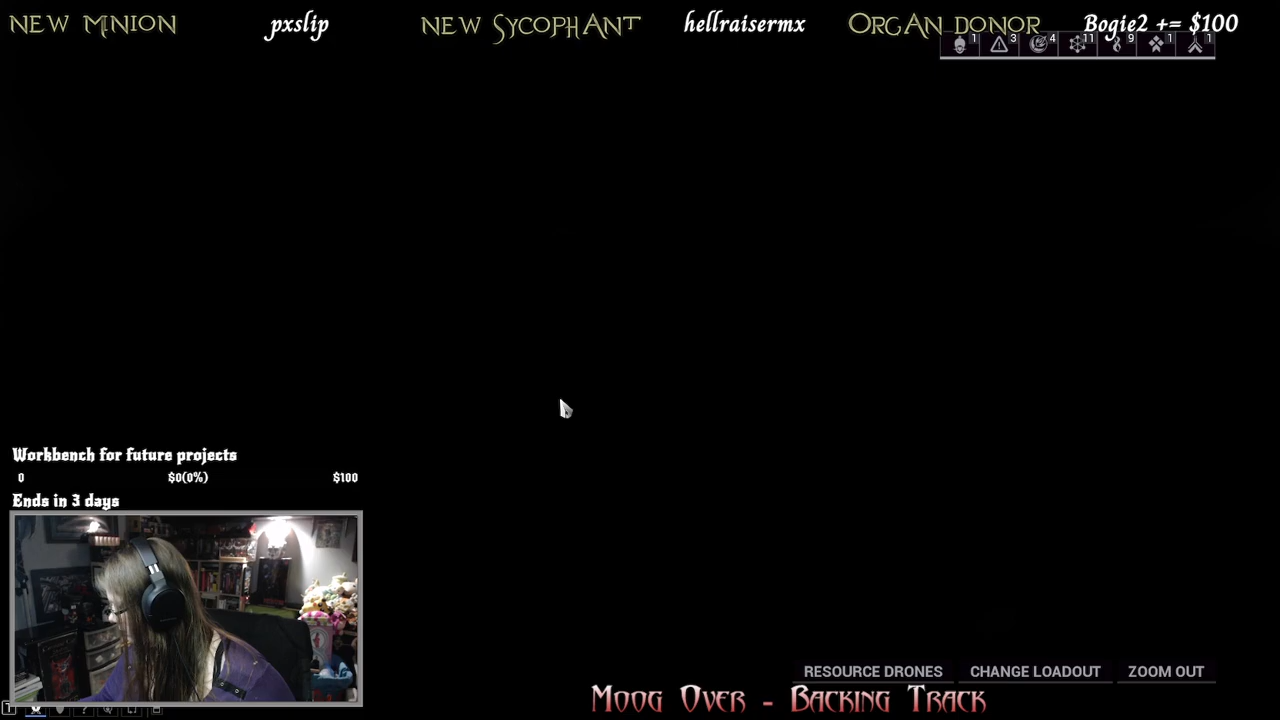 NEW MINION pxslip NEW SYCOPHANT hellraisermx ORGAN DONOR Bogie2 += $100
1 3 4 11 9 1 1
Workbench for future projects
0 $0(0%) $100
Ends in 3 days
RESOURCE DRONES CHANGE LOADOUT ZOOM OUT
Moog Over - Backing Track
T ?